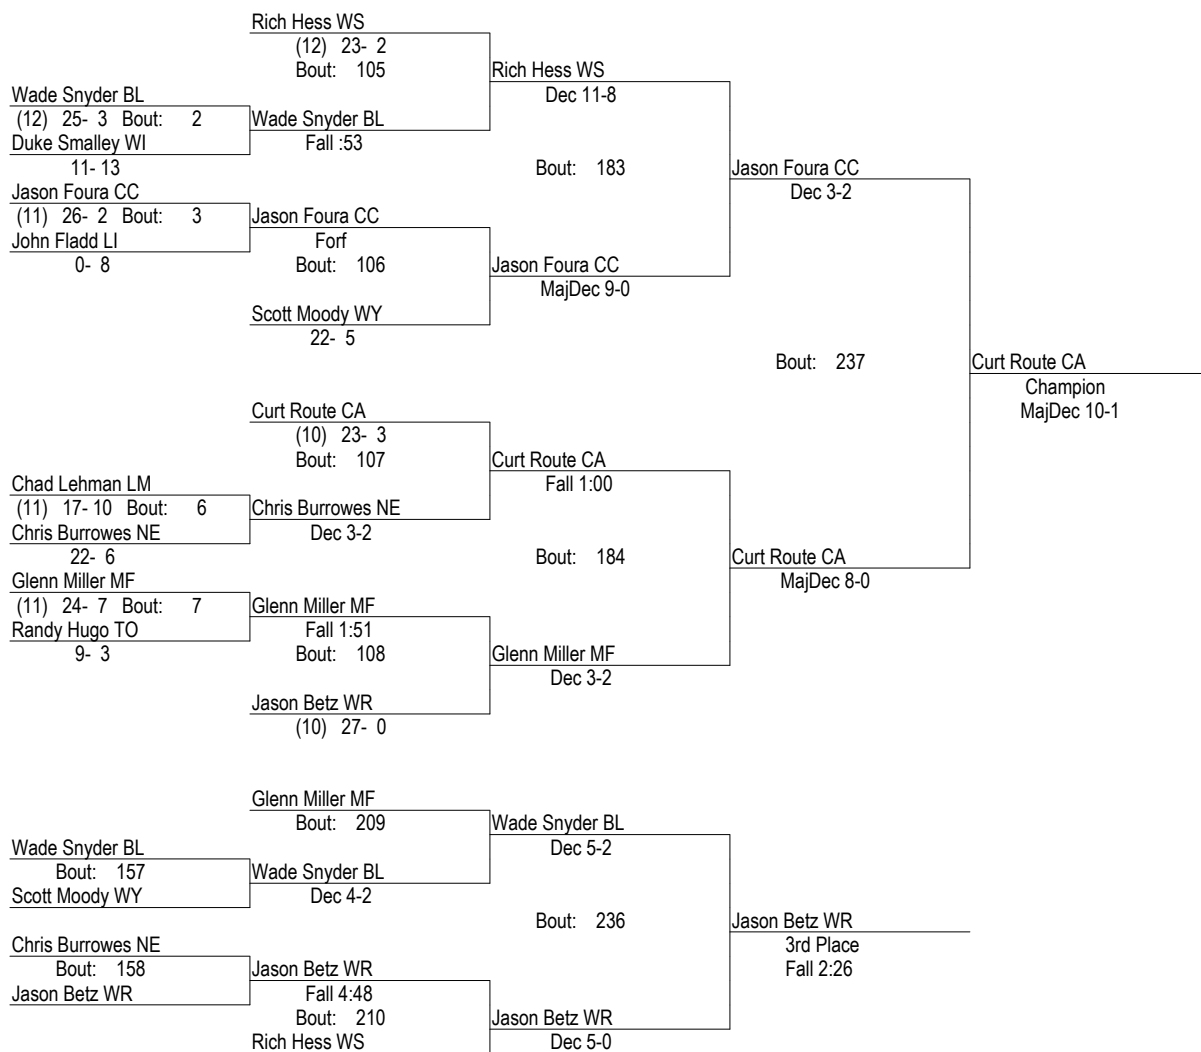 Rich Hess WS
(12) 23- 2
Bout: 105
Rich Hess WS
Dec 11-8
Wade Snyder BL
(12) 25- 3 Bout: 2
Wade Snyder BL
Duke Smalley WI
Fall :53
11- 13
Bout: 183
Jason Foura CC
Dec 3-2
Jason Foura CC
(11) 26- 2 Bout: 3
Jason Foura CC
John Fladd LI
Forf
0- 8
Bout: 106
Jason Foura CC
MajDec 9-0
Scott Moody WY
22- 5
Bout: 237
Curt Route CA
Champion
MajDec 10-1
Curt Route CA
(10) 23- 3
Bout: 107
Curt Route CA
Fall 1:00
Chad Lehman LM
(11) 17- 10 Bout: 6
Chris Burrowes NE
Chris Burrowes NE
Dec 3-2
22- 6
Bout: 184
Curt Route CA
MajDec 8-0
Glenn Miller MF
(11) 24- 7 Bout: 7
Glenn Miller MF
Randy Hugo TO
Fall 1:51
9- 3
Bout: 108
Glenn Miller MF
Dec 3-2
Jason Betz WR
(10) 27- 0
Glenn Miller MF
Bout: 209
Wade Snyder BL
Dec 5-2
Wade Snyder BL
Bout: 157
Wade Snyder BL
Scott Moody WY
Dec 4-2
Bout: 236
Jason Betz WR
3rd Place
Fall 2:26
Chris Burrowes NE
Bout: 158
Jason Betz WR
Jason Betz WR
Fall 4:48
Bout: 210
Jason Betz WR
Rich Hess WS
Dec 5-0